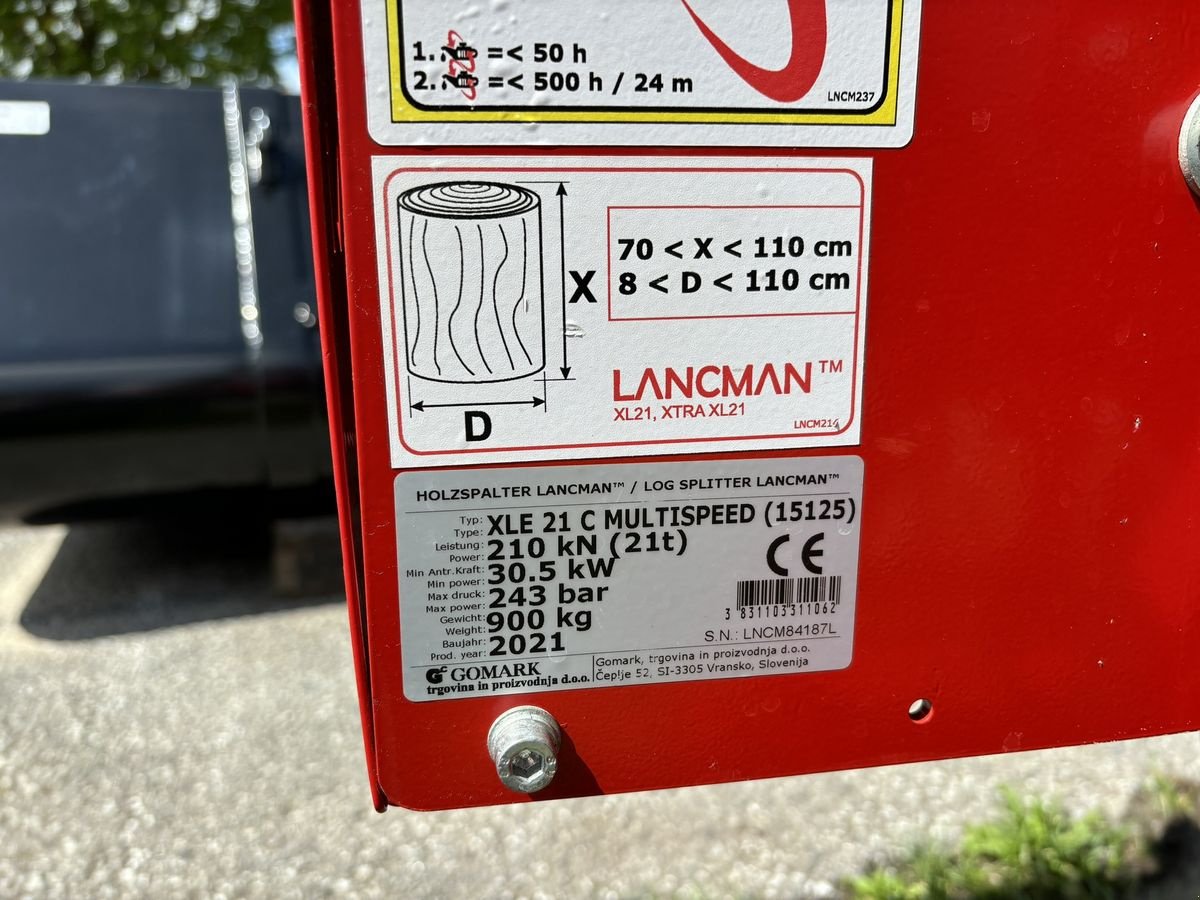 1. =< 50 h
2. =< 500 h / 24 m
LNCM237
70 < X < 110 cm
8 < D < 110 cm
X
D
LANCMAN™
XL21, XTRA XL21
LNCM214
HOLZSPALTER LANCMAN™ / LOG SPLITTER LANCMAN™
Typ:
Type: XLE 21 C MULTISPEED (15125)
Leistung:
Power: 210 kN (21t)
Min Antr.Kraft:
Min power: 30.5 kW
Max druck:
Max power: 243 bar
Gewicht:
Weight: 900 kg
Baujahr:
Prod. year: 2021
CE
3 831103311062
S.N.: LNCM84187L
GC GOMARK
trgovina in proizvodnja d.o.o.
Gomark, trgovina in proizvodnja d.o.o.
Čeplje 52, SI-3305 Vransko, Slovenija